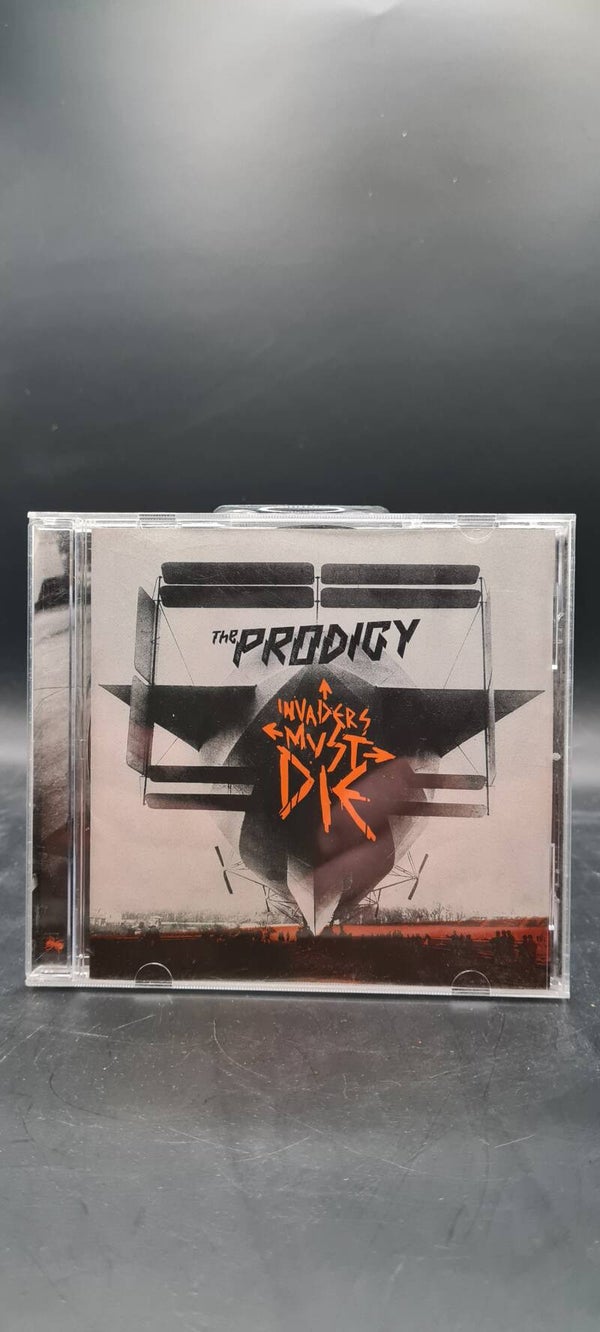 The PRODIGY
INVADERS
MUST
DIE